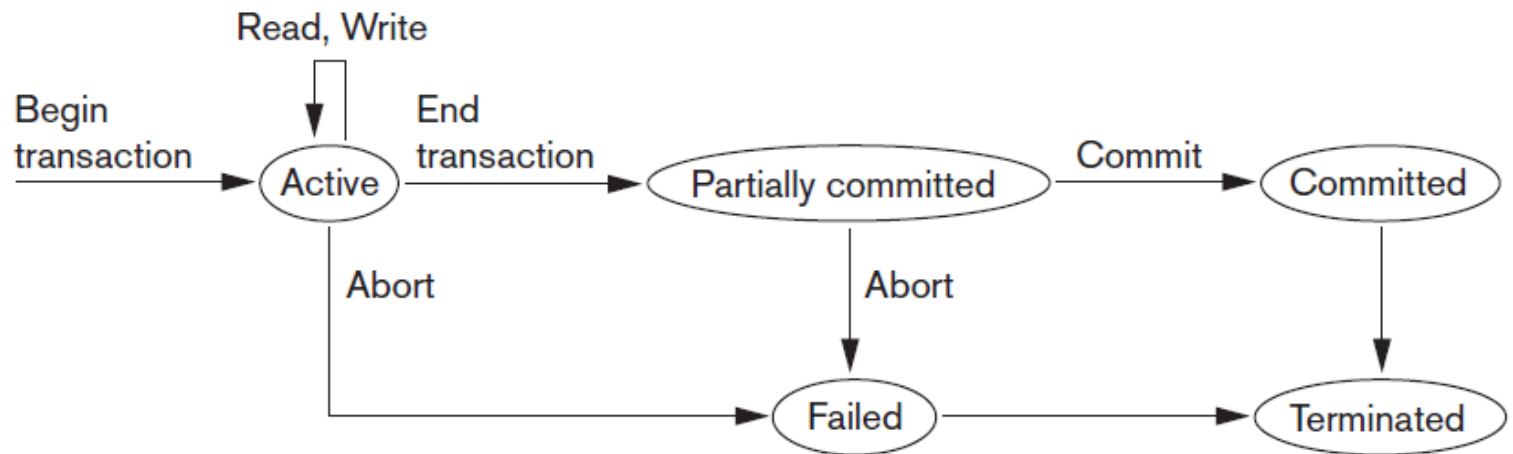 Read, Write
Begin
transaction
End
transaction
Commit
Active
Partially committed
Committed
Abort
Abort
Failed
Terminated